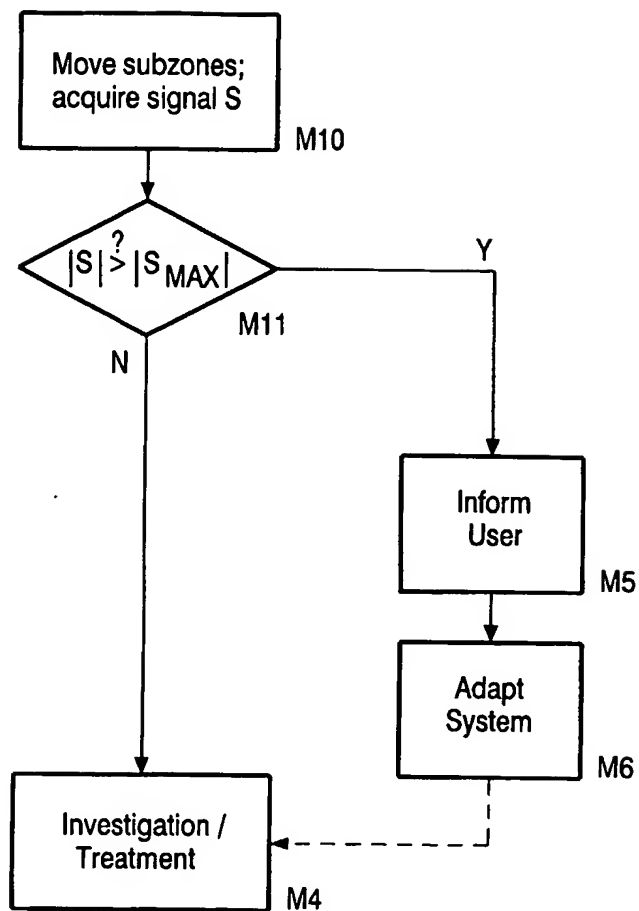 Move subzones;
acquire signal S
M10
?
|S| > |S MAX|
Y
M11
N
Inform
User
M5
Adapt
System
M6
Investigation /
Treatment
M4